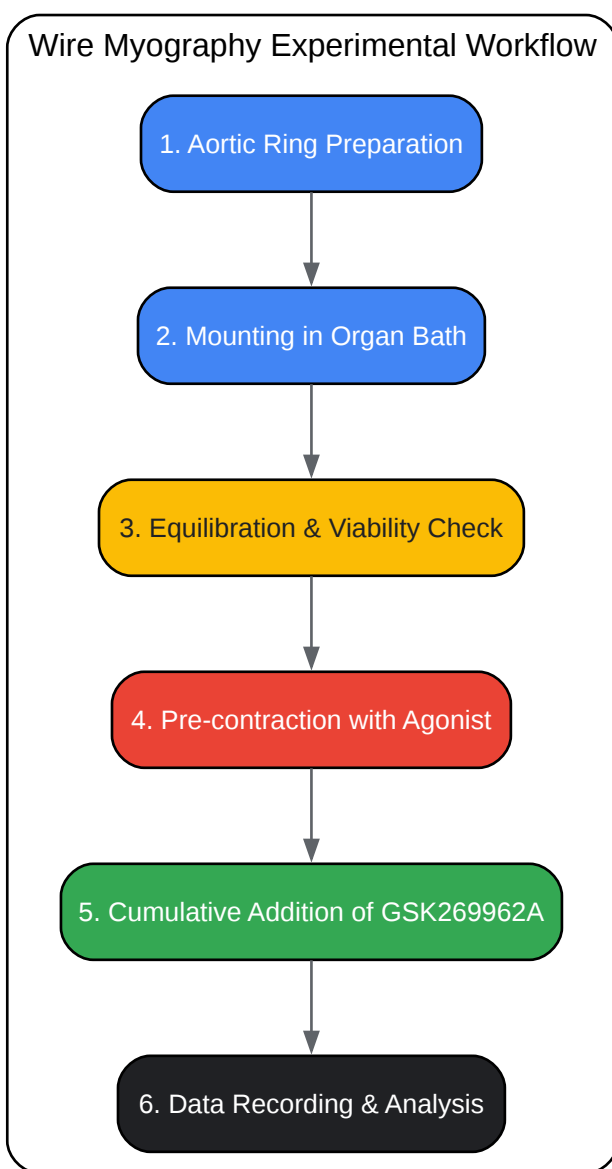 Wire Myography Experimental Workflow
1. Aortic Ring Preparation
2. Mounting in Organ Bath
3. Equilibration & Viability Check
4. Pre-contraction with Agonist
5. Cumulative Addition of GSK269962A
6. Data Recording & Analysis